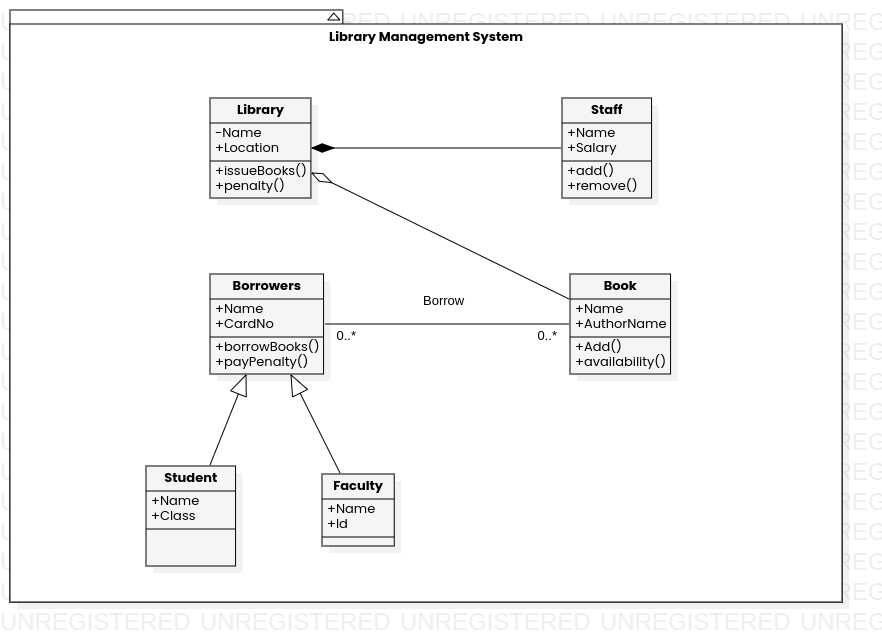 Library Management System
Library
-Name
+Location
+issueBooks()
+penalty()
Staff
+Name
+Salary
+add()
+remove()
Borrowers
+Name
+CardNo
+borrowBooks()
+payPenalty()
Borrow
0..*
0..*
Book
+Name
+AuthorName
+Add()
+availability()
Student
+Name
+Class
Faculty
+Name
+Id
UNREGISTERED UNREGISTERED UNREGISTERED UNREGISTERED UNREG